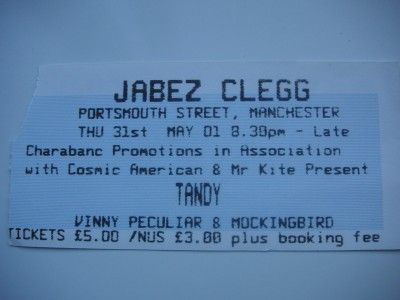 JABEZ CLEGG
PORTSMOUTH STREET, MANCHESTER
THU 31st MAY 01 8.30pm - Late
Charabanc Promotions in Association
with Cosmic American & Mr Kite Present
TANDY
VINNY PECULIAR & MOCKINGBIRD
TICKETS £5.00 /NUS £3.00 plus booking fee